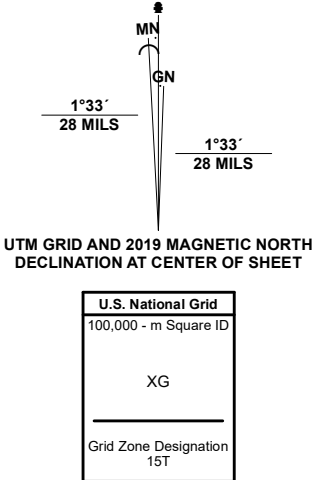 MN
GN
1°33´
28 MILS
1°33´
28 MILS
UTM GRID AND 2019 MAGNETIC NORTH
DECLINATION AT CENTER OF SHEET
U.S. National Grid
100,000 - m Square ID
XG
Grid Zone Designation
15T